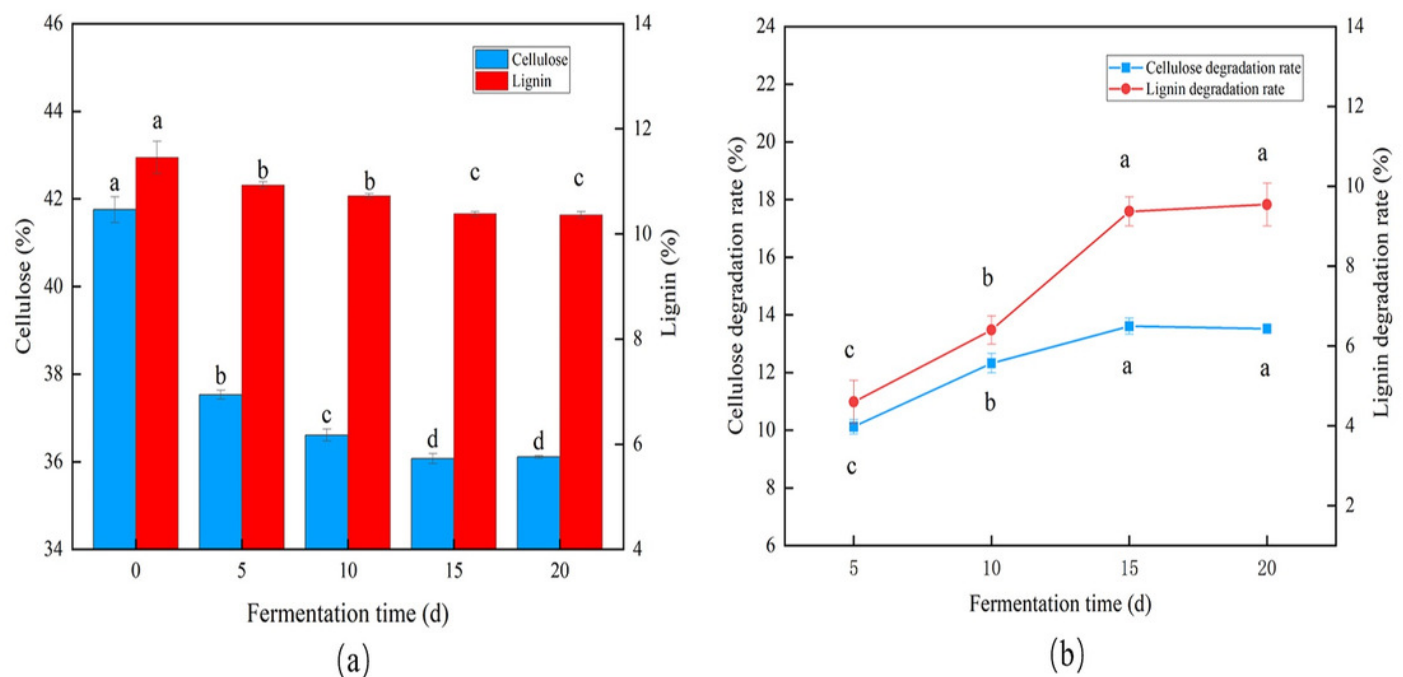 46
44
42
40
38
36
34
Cellulose (%)
14
12
10
8
6
4
Lignin (%)
Cellulose
Lignin
a
a
b
b
b
c
c
d
c
d
0
5
10
15
20
Fermentation time (d)
(a)
24
22
20
18
16
14
12
10
8
6
Cellulose degradation rate (%)
14
12
10
8
6
4
2
Lignin degradation rate (%)
Cellulose degradation rate
Lignin degradation rate
c
b
a
a
c
b
a
a
5
10
15
20
Fermentation time (d)
(b)